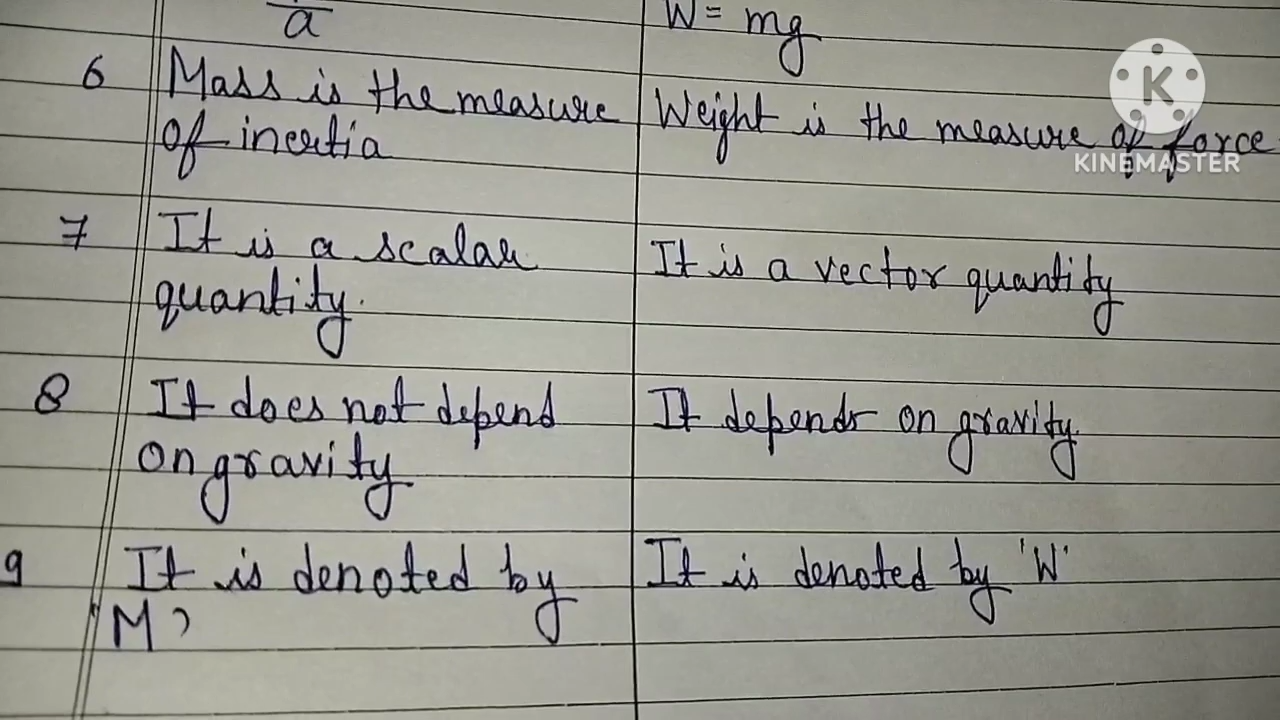 a
W = mg
6 Mass is the measure
of inertia
Weight is the measure of force
7 It is a scalar
quantity.
It is a vector quantity
8 It does not depend
on gravity
It depends on gravity.
9 It is denoted by
'M'
It is denoted by 'W'
K
KINEMASTER